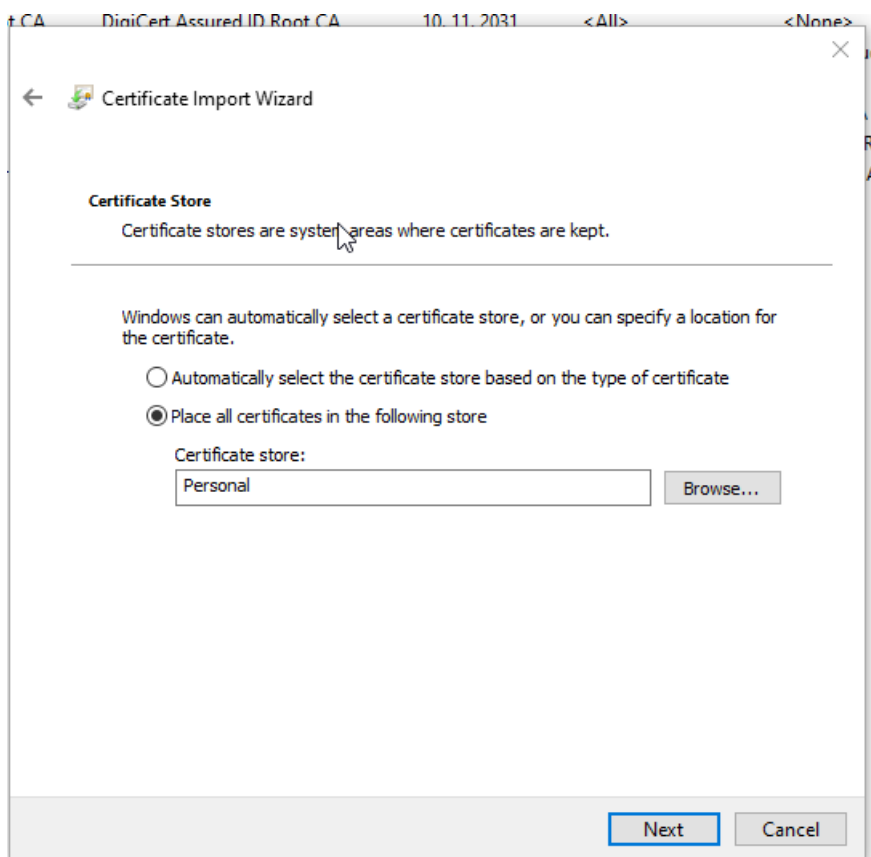 t CA DigiCert Assured ID Root CA 10. 11. 2031 <All> <None>
Certificate Import Wizard
Certificate Store
Certificate stores are system areas where certificates are kept.
Windows can automatically select a certificate store, or you can specify a location for
the certificate.
Automatically select the certificate store based on the type of certificate
Place all certificates in the following store
Certificate store:
Personal
Browse...
Next
Cancel